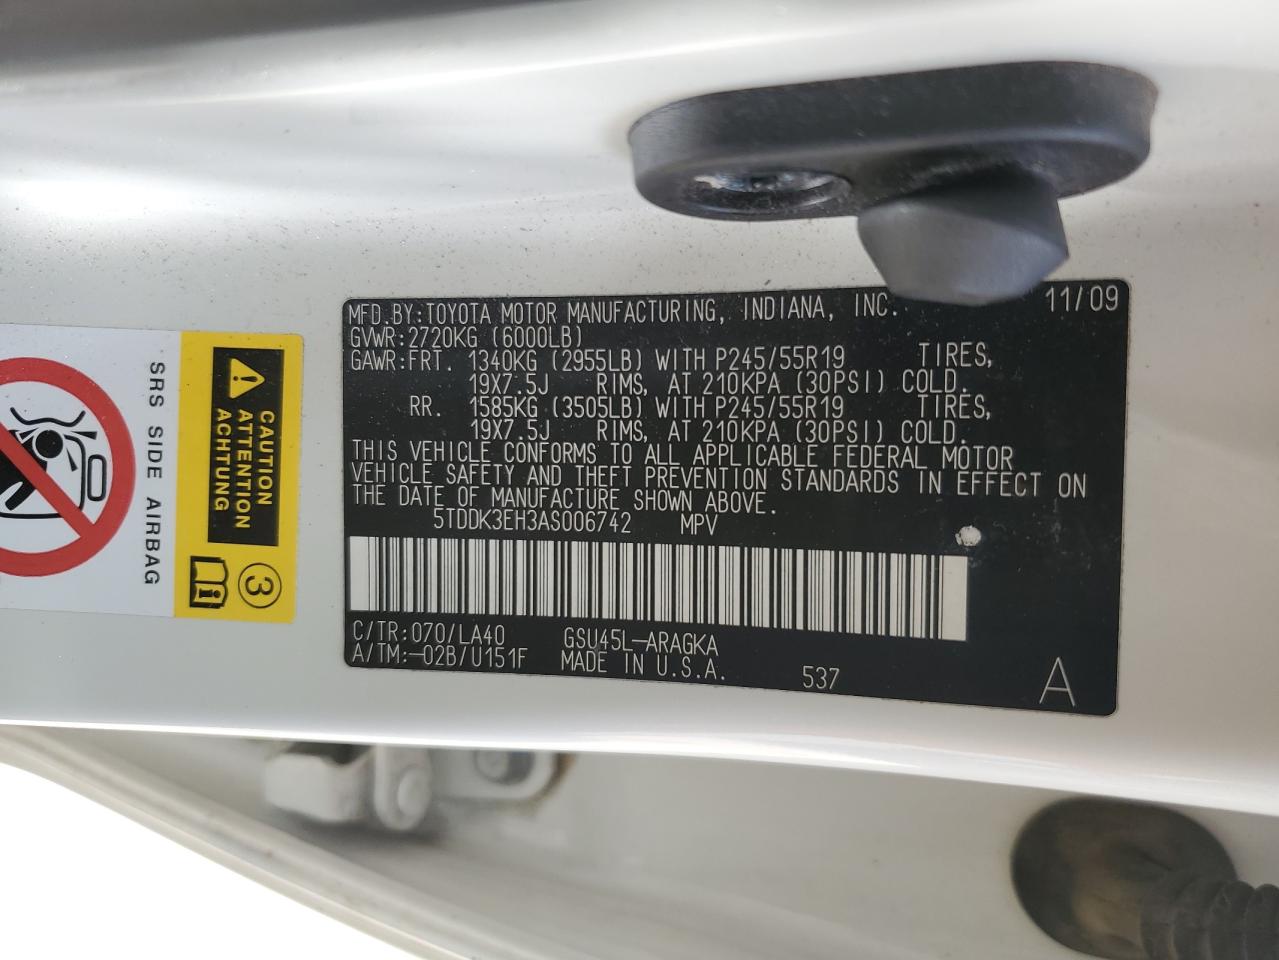 MFD.BY:TOYOTA MOTOR MANUFACTURING, INDIANA, INC. 11/09
GVWR:2720KG (6000LB)
GAWR:FRT. 1340KG (2955LB) WITH P245/55R19 TIRES,
19X7.5J RIMS, AT 210KPA (30PSI) COLD.
RR. 1585KG (3505LB) WITH P245/55R19 TIRES,
19X7.5J RIMS, AT 210KPA (30PSI) COLD.
THIS VEHICLE CONFORMS TO ALL APPLICABLE FEDERAL MOTOR
VEHICLE SAFETY AND THEFT PREVENTION STANDARDS IN EFFECT ON
THE DATE OF MANUFACTURE SHOWN ABOVE.
5TDDK3EH3AS006742 MPV
C/TR:070/LA40 GSU45L-ARAGKA
A/TM:-02B/U151F MADE IN U.S.A. 537 A
CAUTION
ATTENTION
ACHTUNG
3
SRS SIDE AIRBAG